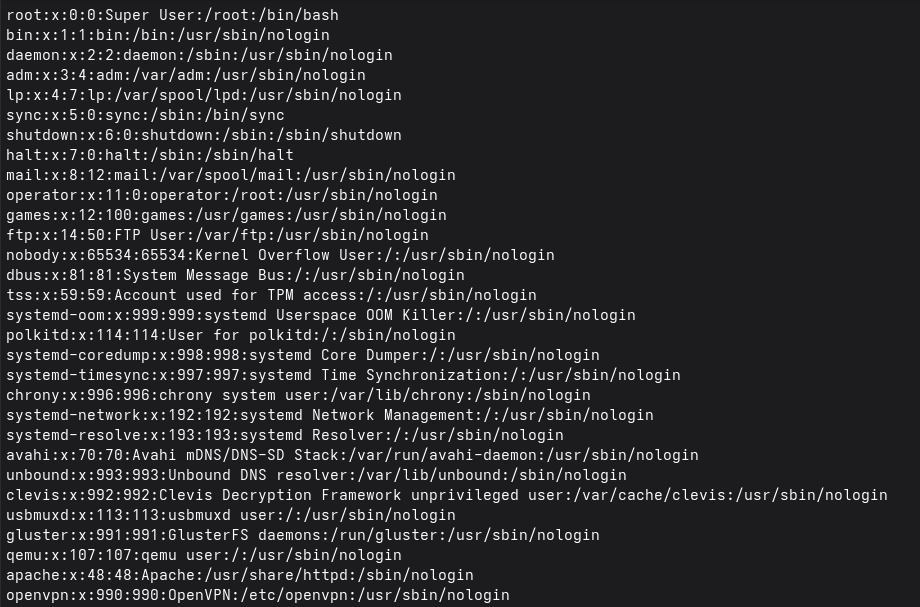 root:x:0:0:Super User:/root:/bin/bash
bin:x:1:1:bin:/bin:/usr/sbin/nologin
daemon:x:2:2:daemon:/sbin:/usr/sbin/nologin
adm:x:3:4:adm:/var/adm:/usr/sbin/nologin
lp:x:4:7:lp:/var/spool/lpd:/usr/sbin/nologin
sync:x:5:0:sync:/sbin:/bin/sync
shutdown:x:6:0:shutdown:/sbin:/sbin/shutdown
halt:x:7:0:halt:/sbin:/sbin/halt
mail:x:8:12:mail:/var/spool/mail:/usr/sbin/nologin
operator:x:11:0:operator:/root:/usr/sbin/nologin
games:x:12:100:games:/usr/games:/usr/sbin/nologin
ftp:x:14:50:FTP User:/var/ftp:/usr/sbin/nologin
nobody:x:65534:65534:Kernel Overflow User:/:/usr/sbin/nologin
dbus:x:81:81:System Message Bus:/:/usr/sbin/nologin
tss:x:59:59:Account used for TPM access:/:/usr/sbin/nologin
systemd-oom:x:999:999:systemd Userspace OOM Killer:/:/usr/sbin/nologin
polkitd:x:114:114:User for polkitd:/:/sbin/nologin
systemd-coredump:x:998:998:systemd Core Dumper:/:/usr/sbin/nologin
systemd-timesync:x:997:997:systemd Time Synchronization:/:/usr/sbin/nologin
chrony:x:996:996:chrony system user:/var/lib/chrony:/sbin/nologin
systemd-network:x:192:192:systemd Network Management:/:/usr/sbin/nologin
systemd-resolve:x:193:193:systemd Resolver:/:/usr/sbin/nologin
avahi:x:70:70:Avahi mDNS/DNS-SD Stack:/var/run/avahi-daemon:/usr/sbin/nologin
unbound:x:993:993:Unbound DNS resolver:/var/lib/unbound:/sbin/nologin
clevis:x:992:992:Clevis Decryption Framework unprivileged user:/var/cache/clevis:/usr/sbin/nologin
usbmuxd:x:113:113:usbmuxd user:/:/usr/sbin/nologin
gluster:x:991:991:GlusterFS daemons:/run/gluster:/usr/sbin/nologin
qemu:x:107:107:qemu user:/:/usr/sbin/nologin
apache:x:48:48:Apache:/usr/share/httpd:/sbin/nologin
openvpn:x:990:990:OpenVPN:/etc/openvpn:/usr/sbin/nologin